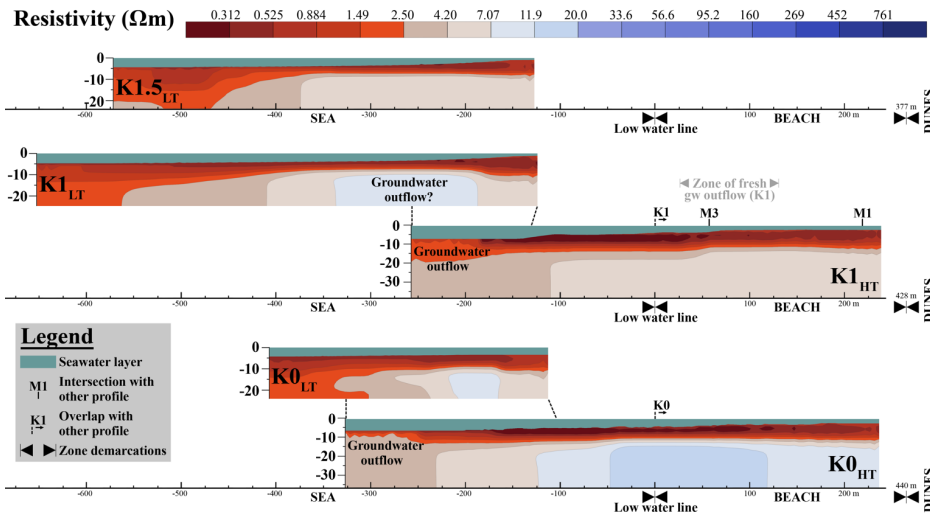 Resistivity (Ωm)
0.312 0.525 0.884 1.49 2.50 4.20 7.07 11.9 20.0 33.6 56.6 95.2 160 269 452 761
0
-10
-20
K1.5LT
-600 -500 -400 -300 -200 -100 0 100 200 m
377 m
SEA
Low water line
BEACH
DUNES
0
-10
-20
K1LT
Groundwater
outflow?
Zone of fresh
gw outflow (K1)
K1 M3 M1
0
-10
-20
-30
Groundwater
outflow
K1HT
-600 -500 -400 -300 -200 -100 0 100 200 m
428 m
SEA
Low water line
BEACH
DUNES
Legend
Seawater layer
M1 Intersection with
other profile
K1 Overlap with
other profile
Zone demarcations
0
-10
-20
K0LT
K0
0
-10
-20
-30
Groundwater
outflow
K0HT
-600 -500 -400 -300 -200 -100 0 100 200 m
440 m
SEA
Low water line
BEACH
DUNES